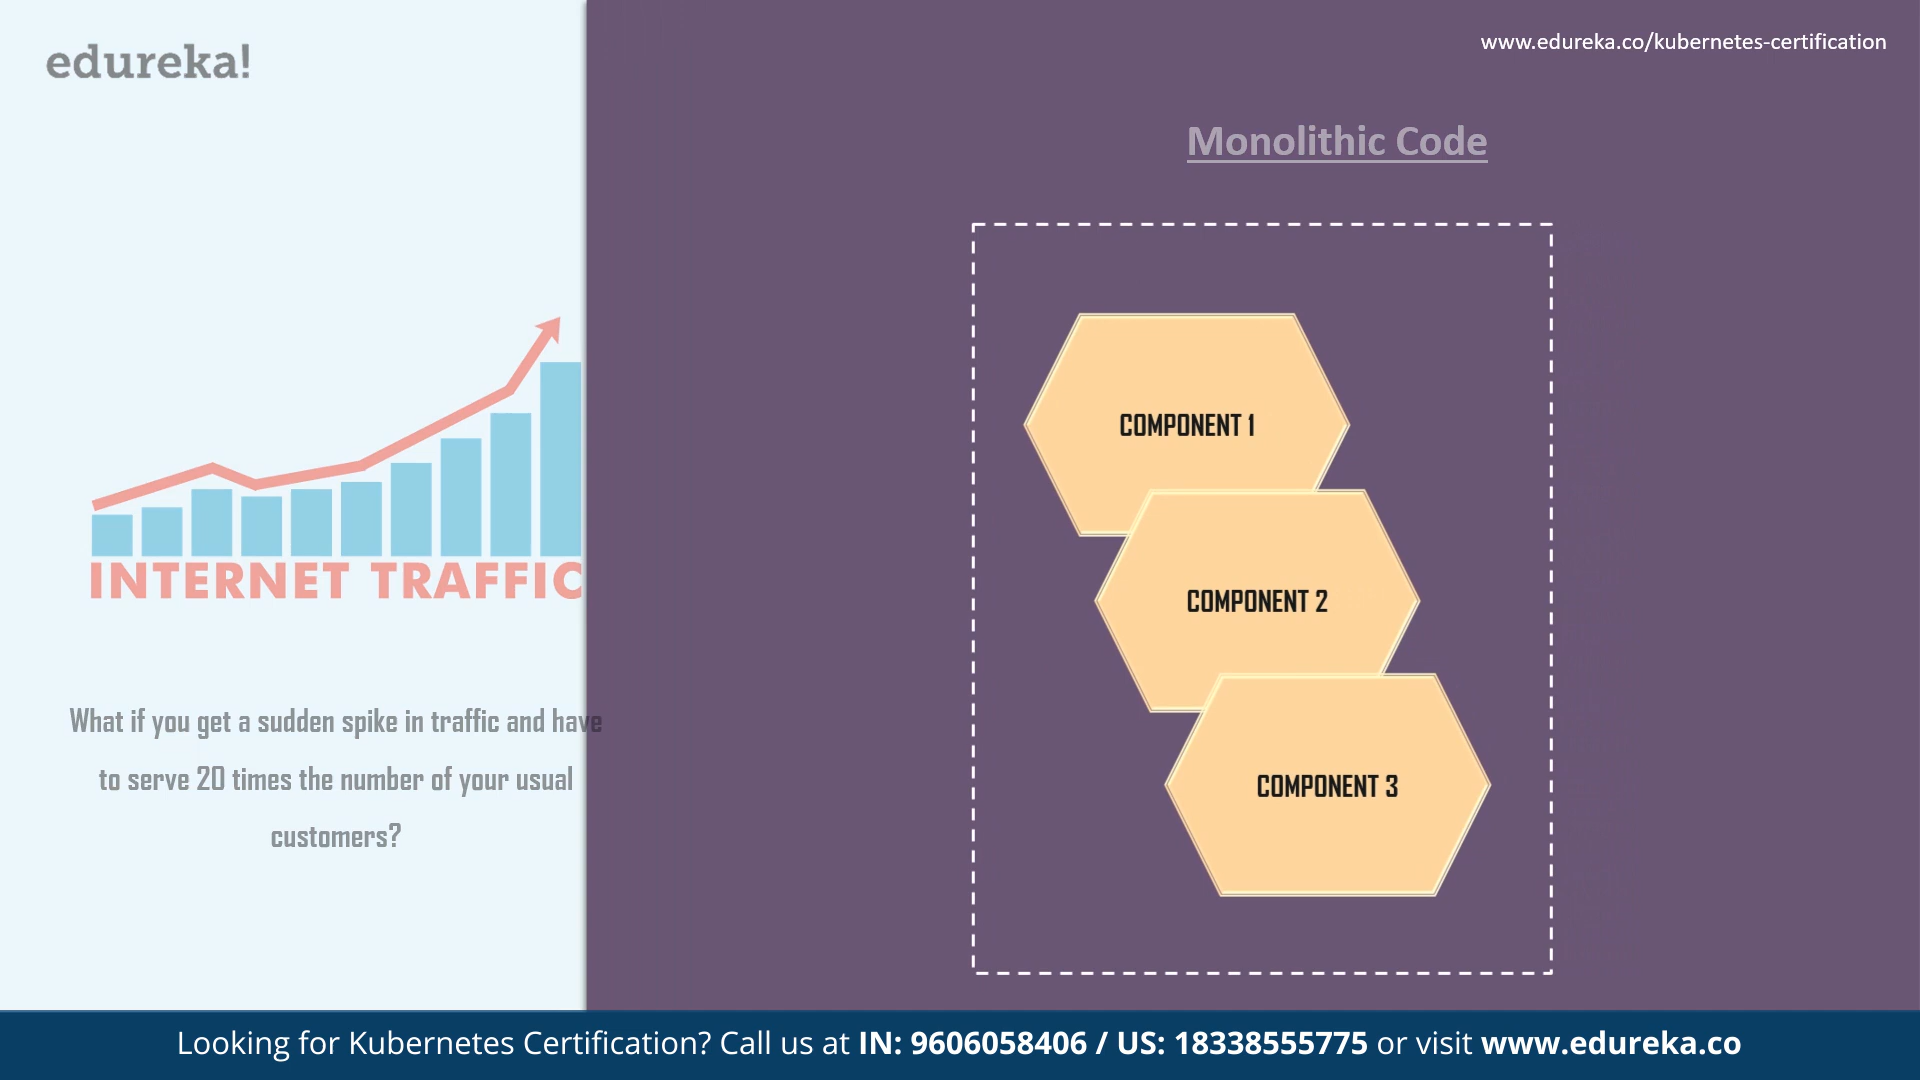 edureka!
www.edureka.co/kubernetes-certification
Monolithic Code
COMPONENT 1
COMPONENT 2
COMPONENT 3
INTERNET TRAFFIC
What if you get a sudden spike in traffic and have
to serve 20 times the number of your usual
customers?
Looking for Kubernetes Certification? Call us at IN: 9606058406 / US: 18338555775 or visit www.edureka.co